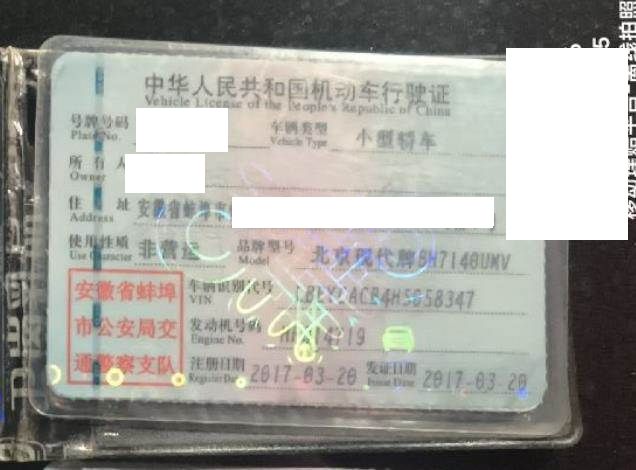 中华人民共和国机动车行驶证
Vehicle License of the People's Republic of China
号牌号码 车辆类型 小型轿车
Plate No. Vehicle Type
所有人
Owner
住址 安徽省蚌埠市
Address
使用性质 非营运 品牌型号 北京现代牌BH7140UMV
Use Character Model
安徽省蚌埠
市公安局交
通警察支队
车辆识别代号
VIN
发动机号码
Engine No.
注册日期 2017-03-20 发证日期 2017-03-20
Register Date Issue Date